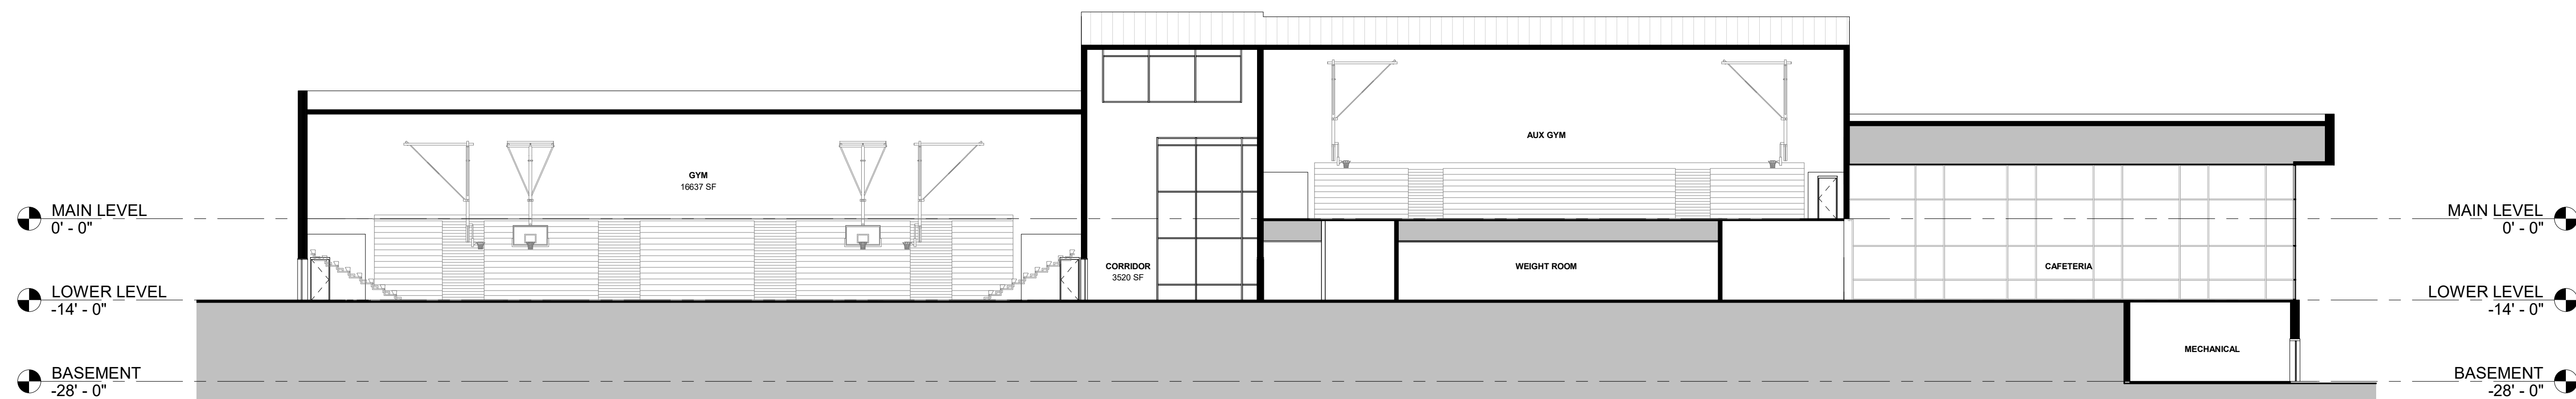 AUX GYM
GYM
16637 SF
MAIN LEVEL
0' - 0"
MAIN LEVEL
0' - 0"
CORRIDOR
3520 SF
WEIGHT ROOM
CAFETERIA
LOWER LEVEL
-14' - 0"
LOWER LEVEL
-14' - 0"
MECHANICAL
BASEMENT
-28' - 0"
BASEMENT
-28' - 0"